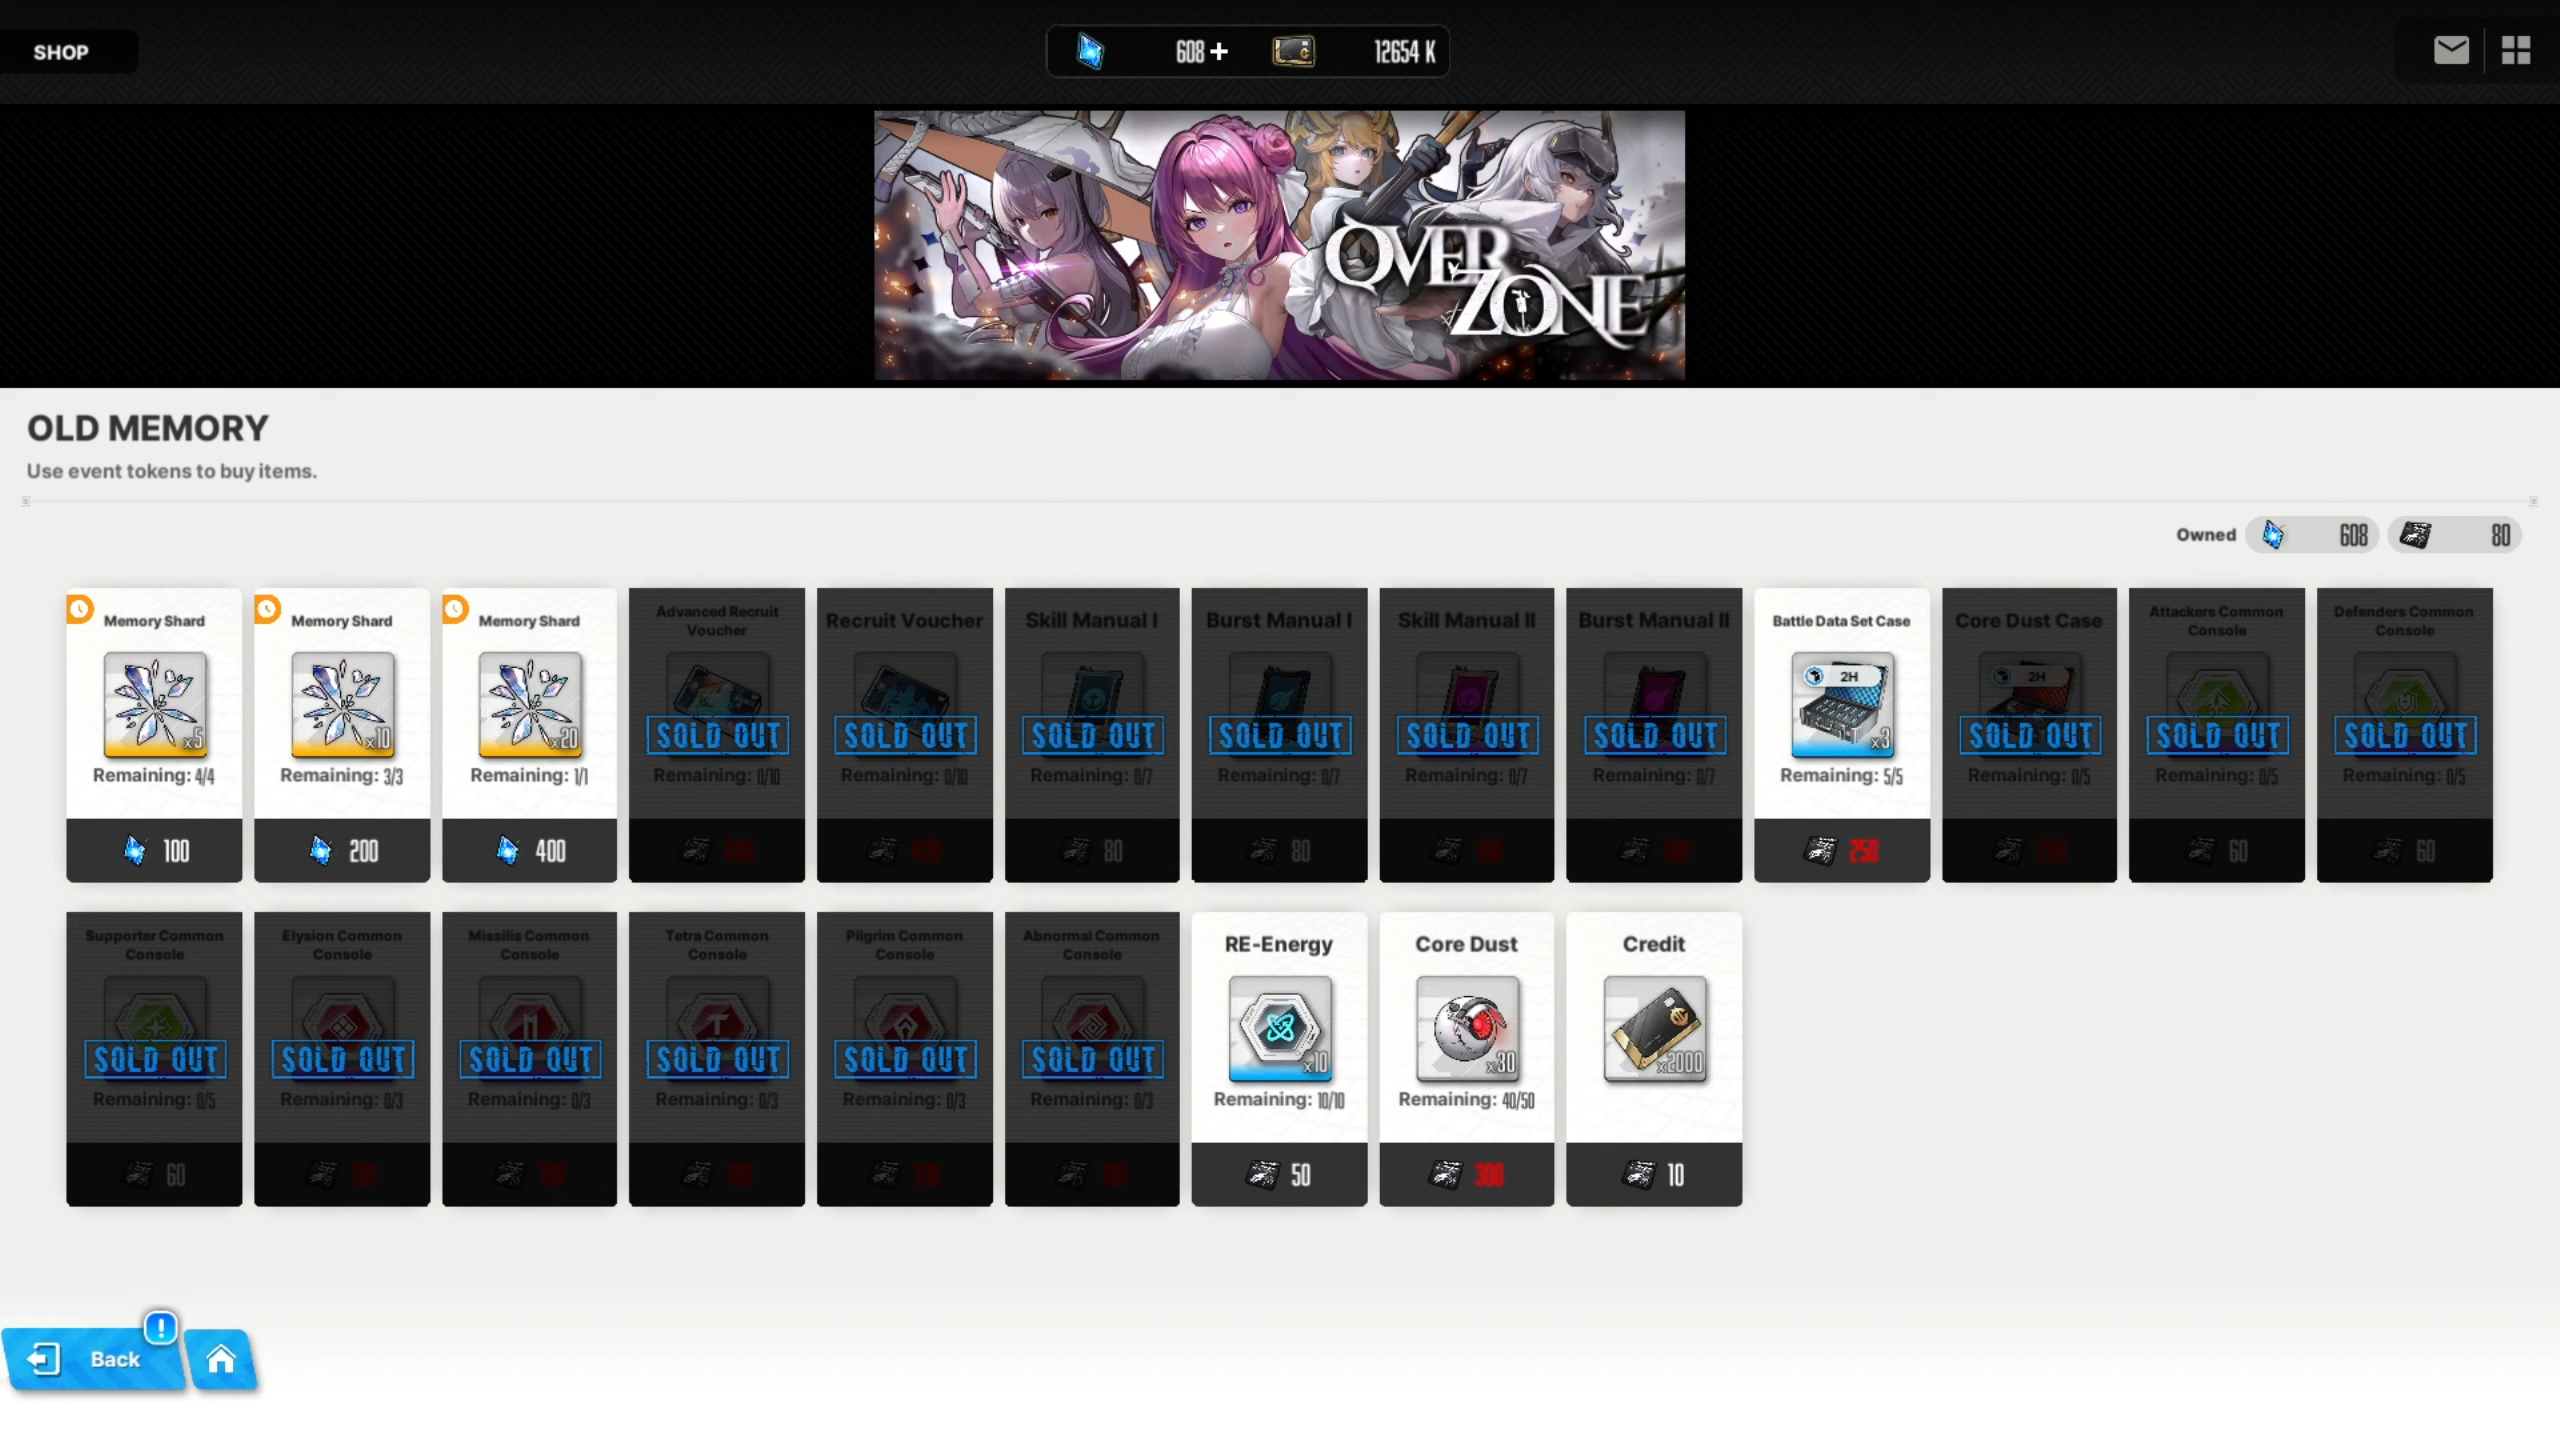 SHOP
608 +
12654 K
OVER
ZONE
OLD MEMORY
Use event tokens to buy items.
Owned 608 80
Memory Shard
x5
Remaining: 4/4
100
Memory Shard
x10
Remaining: 3/3
200
Memory Shard
x20
Remaining: 1/1
400
Advanced Recruit
Voucher
SOLD OUT
Remaining: 0/10
400
Recruit Voucher
SOLD OUT
Remaining: 0/10
400
Skill Manual I
SOLD OUT
Remaining: 0/7
80
Burst Manual I
SOLD OUT
Remaining: 0/7
80
Skill Manual II
SOLD OUT
Remaining: 0/7
Burst Manual II
SOLD OUT
Remaining: 0/7
Battle Data Set Case
2H
x3
Remaining: 5/5
250
Core Dust Case
2H
SOLD OUT
Remaining: 0/5
250
Attackers Common
Console
SOLD OUT
Remaining: 0/5
60
Defenders Common
Console
SOLD OUT
Remaining: 0/5
60
Supporter Common
Console
SOLD OUT
Remaining: 0/5
60
Elysion Common
Console
SOLD OUT
Remaining: 0/3
Missilis Common
Console
SOLD OUT
Remaining: 0/3
Tetra Common
Console
SOLD OUT
Remaining: 0/3
Pilgrim Common
Console
SOLD OUT
Remaining: 0/3
Abnormal Common
Console
SOLD OUT
Remaining: 0/3
RE-Energy
x10
Remaining: 10/10
50
Core Dust
x30
Remaining: 40/50
300
Credit
x2000
10
!
Back